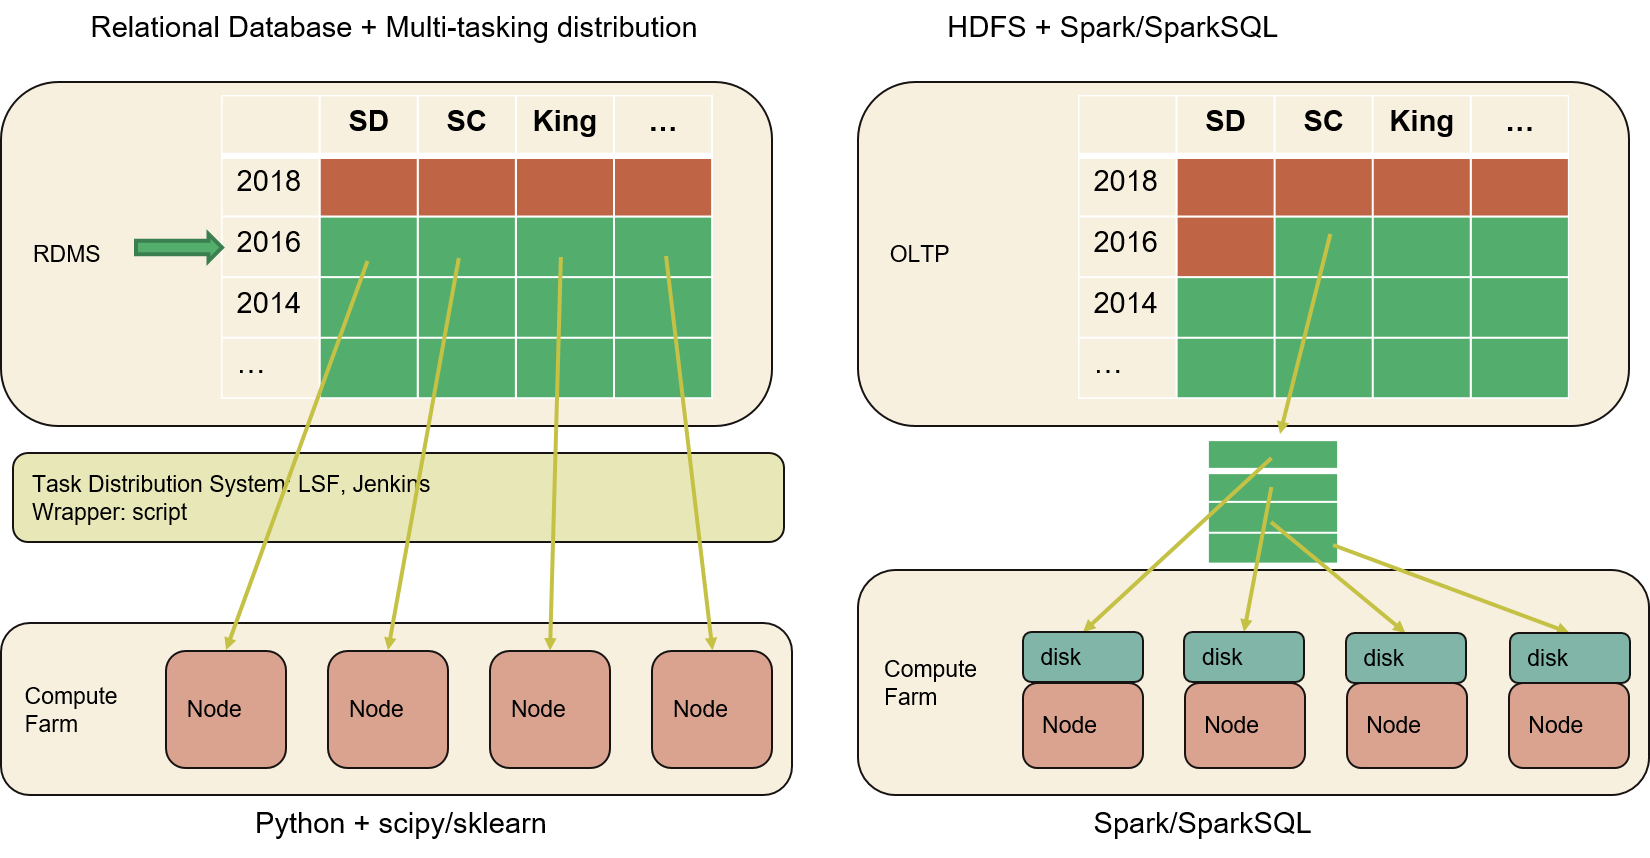 Relational Database + Multi-tasking distribution
SD SC King …
2018
2016
RDMS
2014
…
Task Distribution System: LSF, Jenkins
Wrapper: script
Compute
Farm
Node Node Node Node
Python + scipy/sklearn
HDFS + Spark/SparkSQL
SD SC King …
2018
2016
OLTP
2014
…
disk disk disk disk
Compute
Farm
Node Node Node Node
Spark/SparkSQL